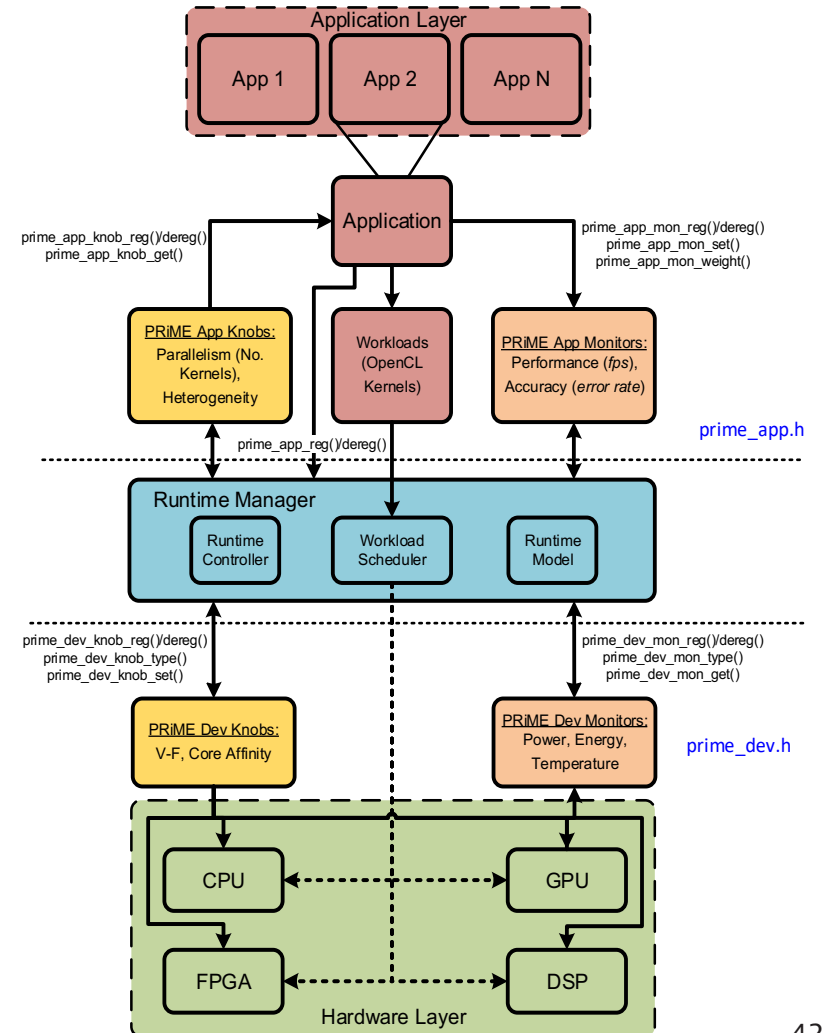 Application Layer
App 1
App 2
App N
Application
prime_app_knob_reg()/dereg()
prime_app_knob_get()
prime_app_mon_reg()/dereg()
prime_app_mon_set()
prime_app_mon_weight()
PRiME App Knobs:
Parallelism (No.
Kernels),
Heterogeneity
Workloads
(OpenCL
Kernels)
PRiME App Monitors:
Performance (fps),
Accuracy (error rate)
prime_app.h
prime_app_reg()/dereg()
Runtime Manager
Runtime
Controller
Workload
Scheduler
Runtime
Model
prime_dev_knob_reg()/dereg()
prime_dev_knob_type()
prime_dev_knob_set()
prime_dev_mon_reg()/dereg()
prime_dev_mon_type()
prime_dev_mon_get()
PRiME Dev Knobs:
V-F, Core Affinity
PRiME Dev Monitors:
Power, Energy,
Temperature
prime_dev.h
CPU
GPU
FPGA
DSP
Hardware Layer